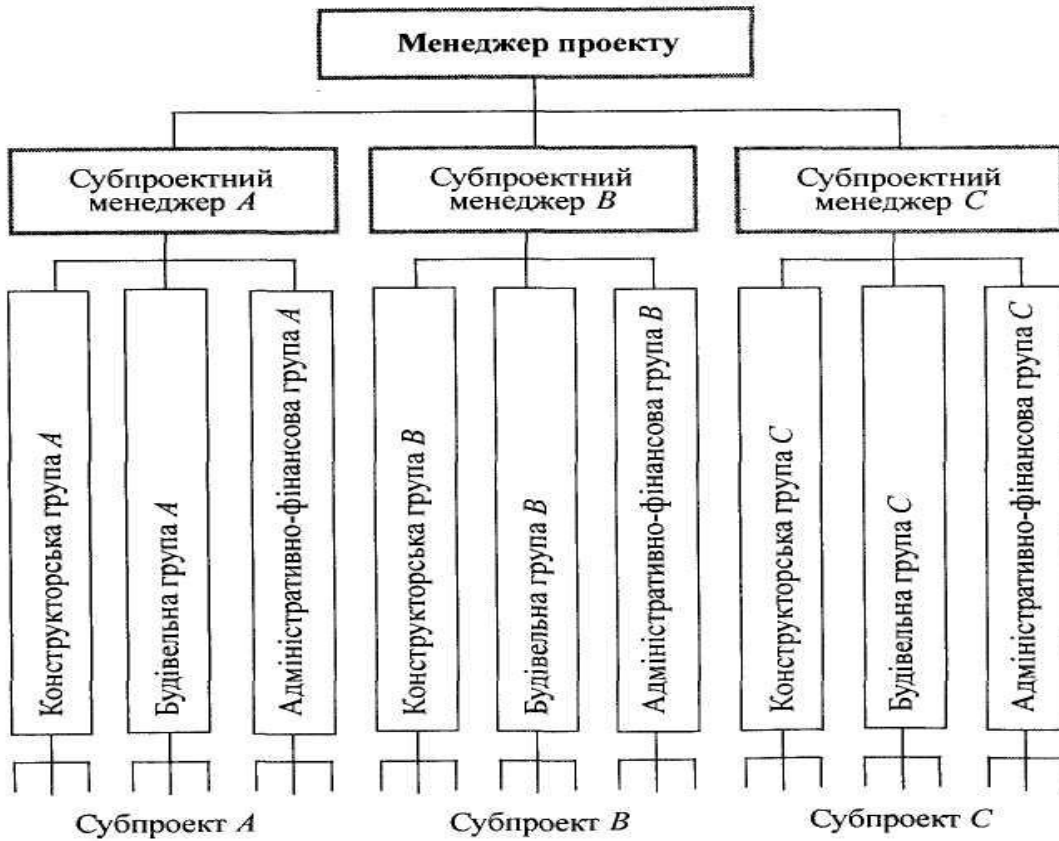 Менеджер проекту
Субпроектний
менеджер A
Субпроектний
менеджер B
Субпроектний
менеджер C
Конструкторська група A
Будівельна група A
Адміністративно-фінансова група A
Конструкторська група B
Будівельна група B
Адміністративно-фінансова група B
Конструкторська група C
Будівельна група C
Адміністративно-фінансова група C
Субпроект A
Субпроект B
Субпроект C